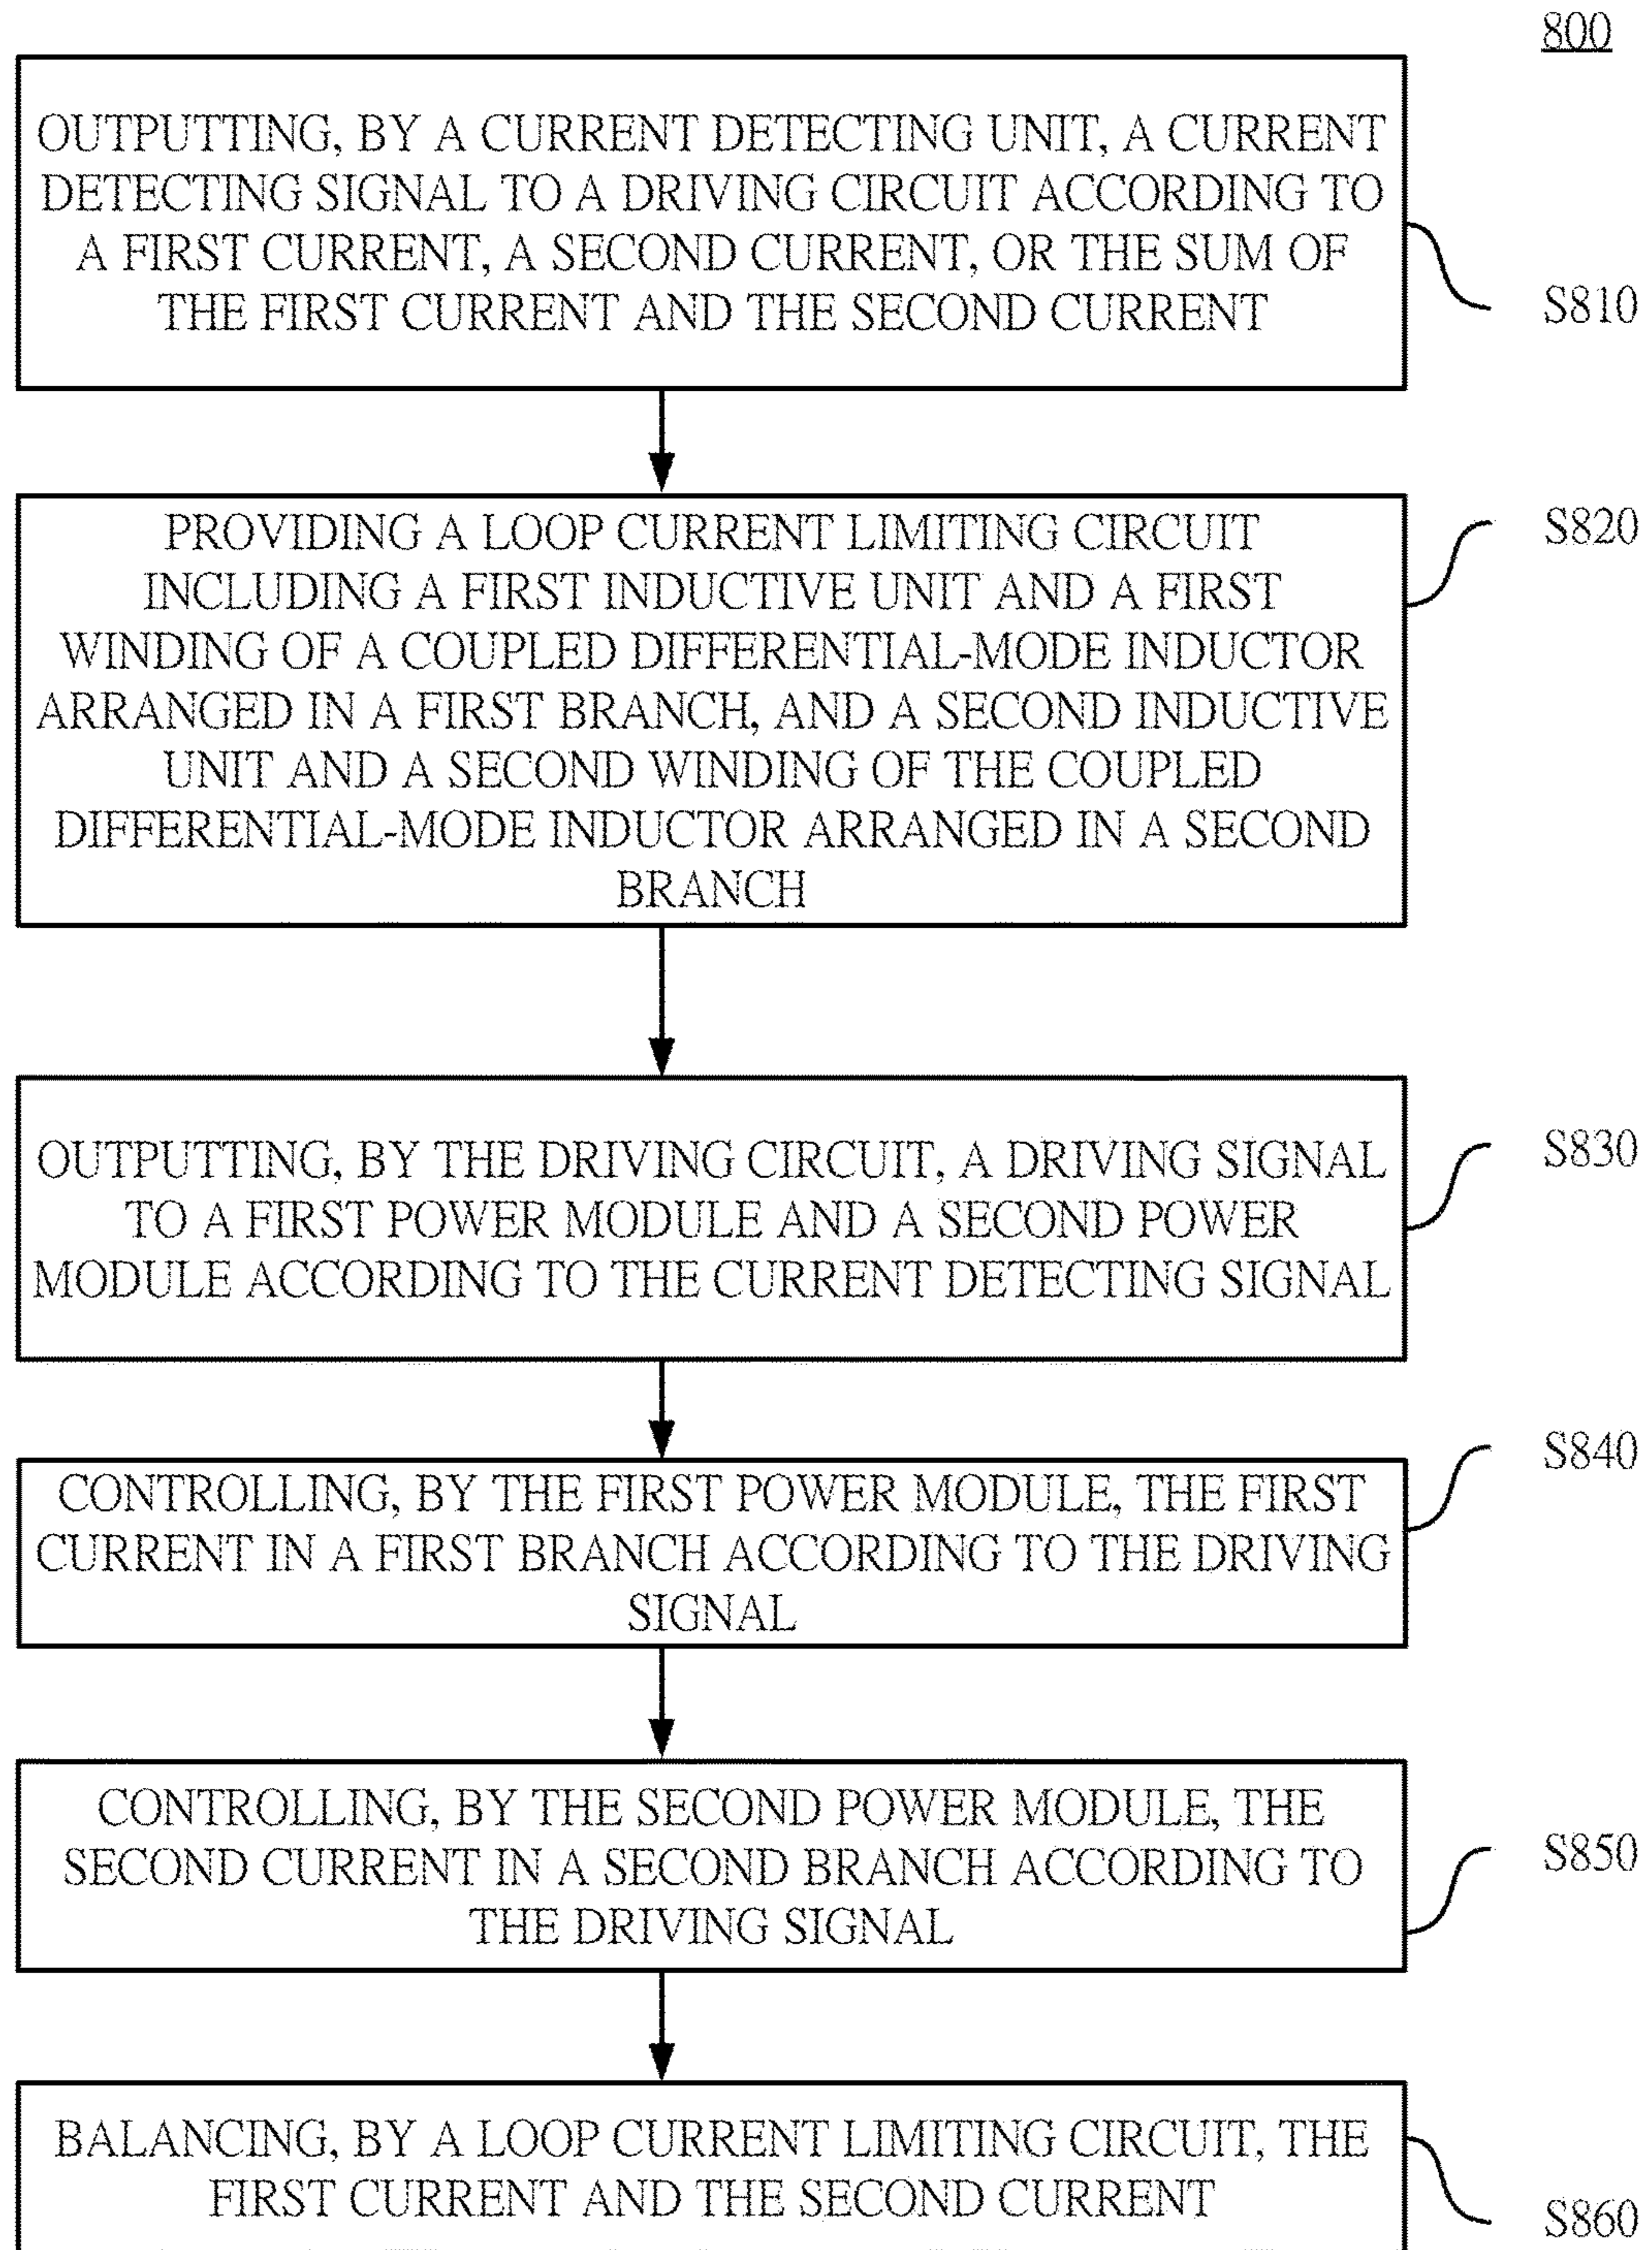 800
OUTPUTTING, BY A CURRENT DETECTING UNIT, A CURRENT
DETECTING SIGNAL TO A DRIVING CIRCUIT ACCORDING TO
A FIRST CURRENT, A SECOND CURRENT, OR THE SUM OF
THE FIRST CURRENT AND THE SECOND CURRENT
S810
PROVIDING A LOOP CURRENT LIMITING CIRCUIT
INCLUDING A FIRST INDUCTIVE UNIT AND A FIRST
WINDING OF A COUPLED DIFFERENTIAL-MODE INDUCTOR
ARRANGED IN A FIRST BRANCH, AND A SECOND INDUCTIVE
UNIT AND A SECOND WINDING OF THE COUPLED
DIFFERENTIAL-MODE INDUCTOR ARRANGED IN A SECOND
BRANCH
S820
OUTPUTTING, BY THE DRIVING CIRCUIT, A DRIVING SIGNAL
TO A FIRST POWER MODULE AND A SECOND POWER
MODULE ACCORDING TO THE CURRENT DETECTING SIGNAL
S830
CONTROLLING, BY THE FIRST POWER MODULE, THE FIRST
CURRENT IN A FIRST BRANCH ACCORDING TO THE DRIVING
SIGNAL
S840
CONTROLLING, BY THE SECOND POWER MODULE, THE
SECOND CURRENT IN A SECOND BRANCH ACCORDING TO
THE DRIVING SIGNAL
S850
BALANCING, BY A LOOP CURRENT LIMITING CIRCUIT, THE
FIRST CURRENT AND THE SECOND CURRENT
S860